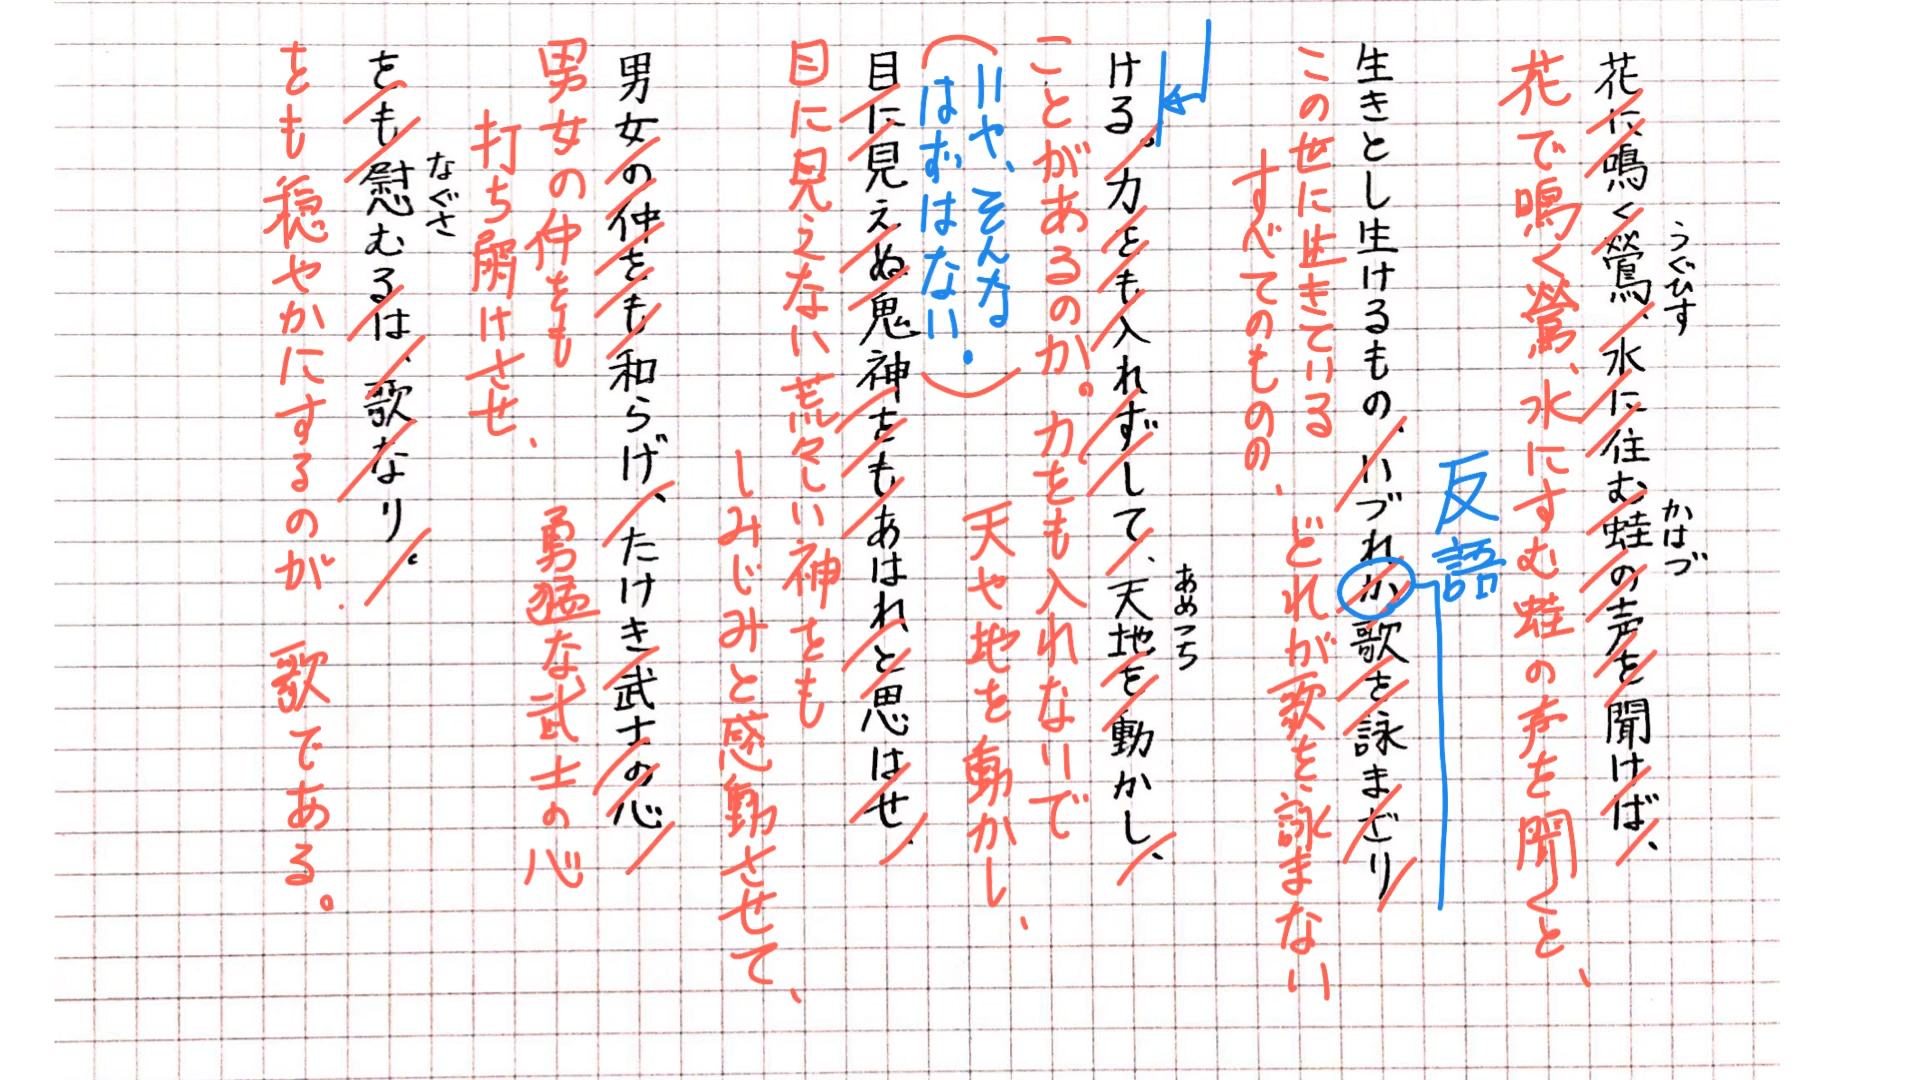 うぐひす
かはづ
花に鳴く鶯、水に住む蛙の声を聞けば、
花で鳴く鶯、水にすむ蛙の声を聞くと、
反語
生きとし生けるもの、いづれか歌を詠まざり
この世に生きている
すべてのものの、
どれが歌を詠まない
あめつち
ける。力をも入れずして、天地を動かし、
ことがあるのか。力をも入れないで
(いや、そんな
はずはない。)
天や地を動かし、
目に見えぬ鬼神をもあはれと思はせ、
目に見えない荒々しい神をも
しみじみと感動させて、
男女の仲をも和らげ、たけき武士の心
男女の仲をも
打ち解けさせ、
勇猛な武士の心
なぐさ
をも慰むるは、歌なり。
をも穏やかにするのが、歌である。